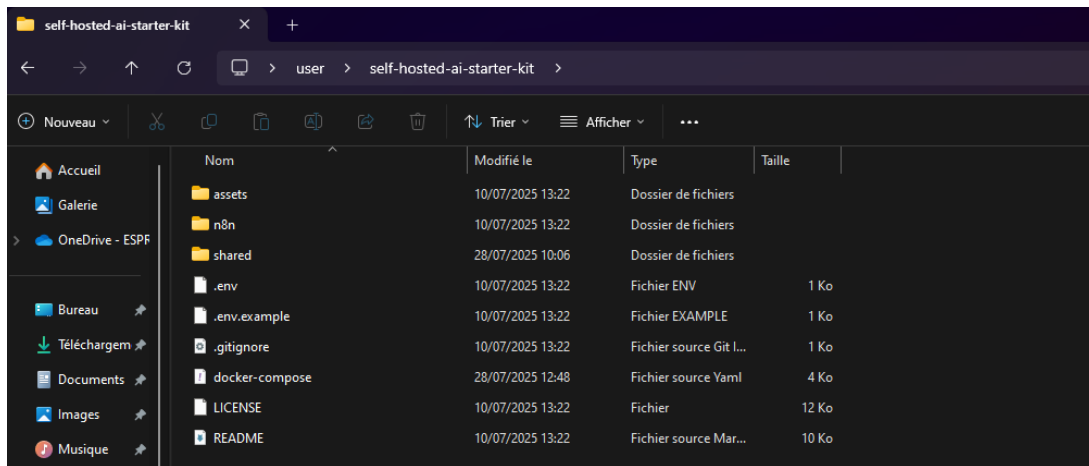 self-hosted-ai-starter-kit
user > self-hosted-ai-starter-kit >
Nouveau Trier Afficher
Nom Modifié le Type Taille
Accueil
Galerie
OneDrive - ESPR
Bureau
Téléchargem
Documents
Images
Musique
assets 10/07/2025 13:22 Dossier de fichiers
n8n 10/07/2025 13:22 Dossier de fichiers
shared 28/07/2025 10:06 Dossier de fichiers
.env 10/07/2025 13:22 Fichier ENV 1 Ko
.env.example 10/07/2025 13:22 Fichier EXAMPLE 1 Ko
.gitignore 10/07/2025 13:22 Fichier source Git I... 1 Ko
docker-compose 28/07/2025 12:48 Fichier source Yaml 4 Ko
LICENSE 10/07/2025 13:22 Fichier 12 Ko
README 10/07/2025 13:22 Fichier source Mar... 10 Ko